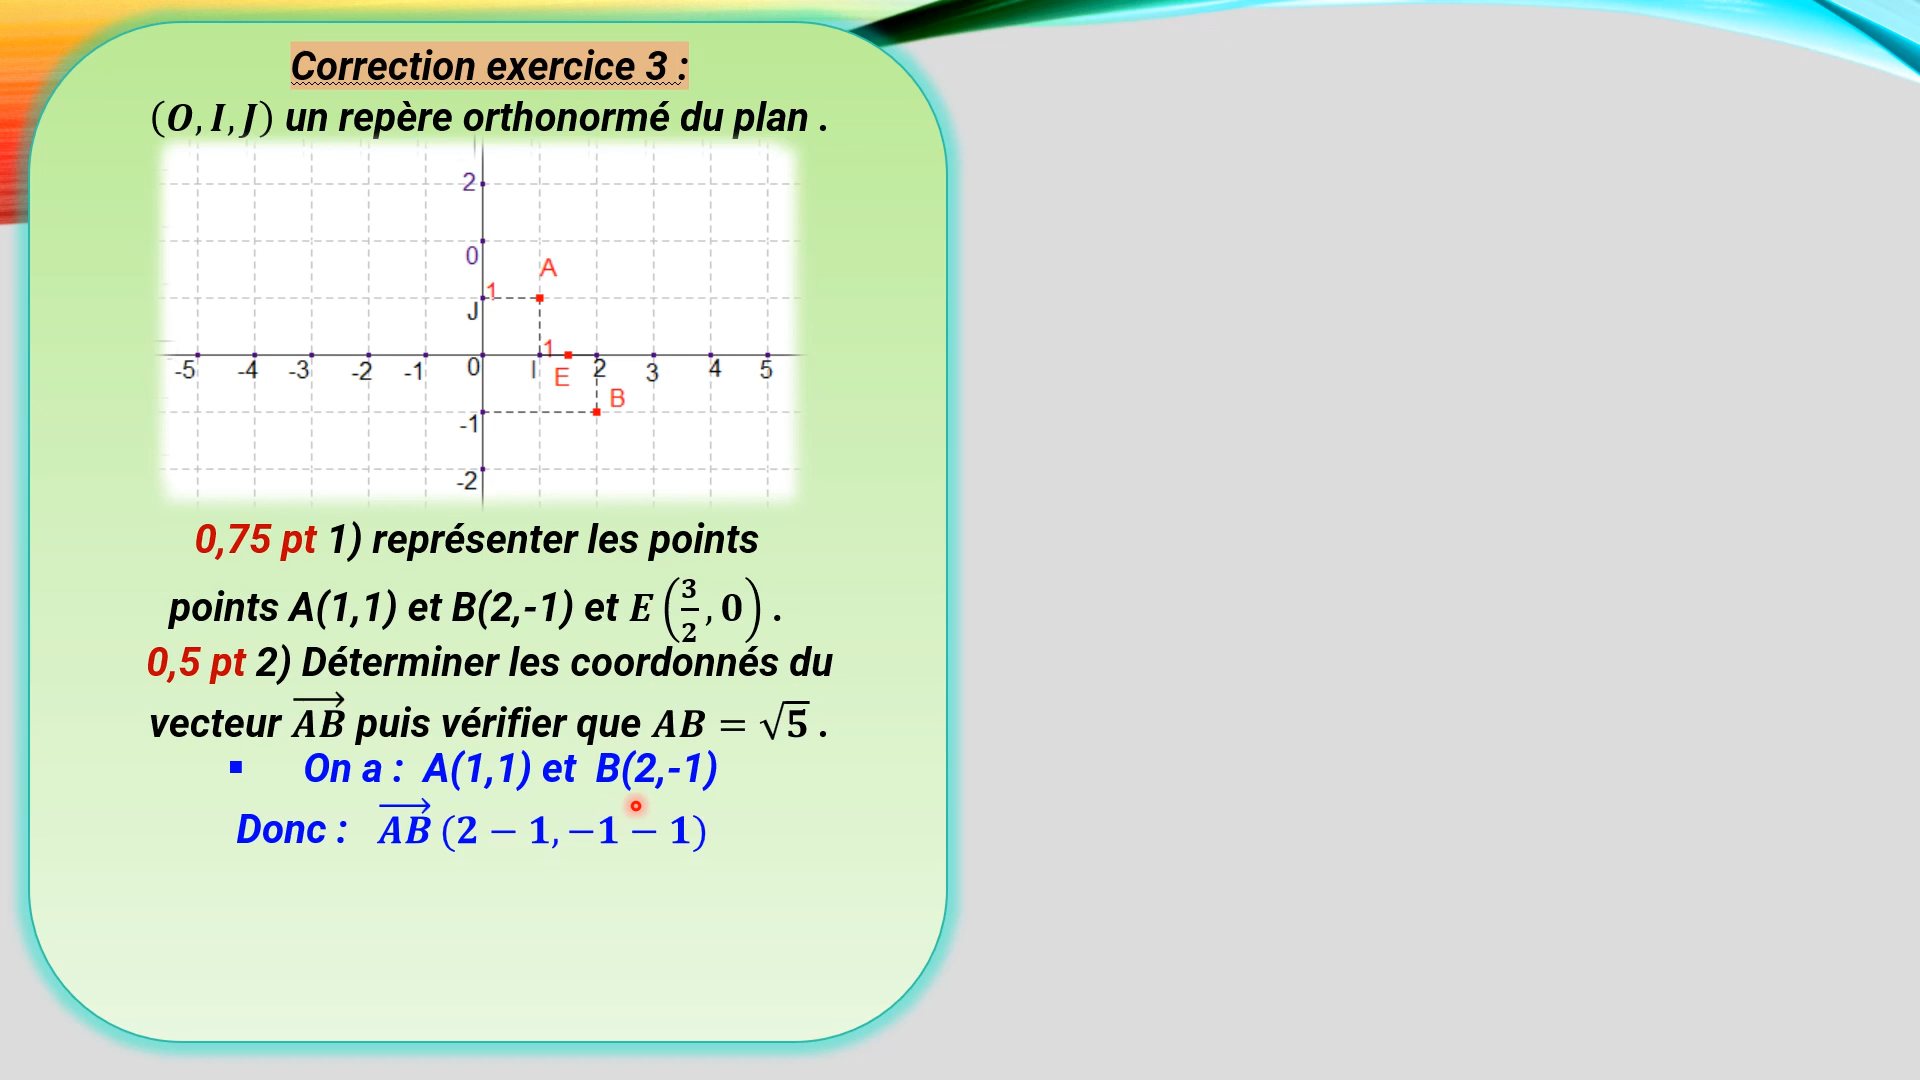 Correction exercice 3 :
(O, I, J) un repère orthonormé du plan .
2
0
A
1
J
1
-5 -4 -3 -2 -1 0 I E 2 3 4 5
B
-1
-2
0,75 pt 1) représenter les points
points A(1,1) et B(2,-1) et E (3/2 , 0) .
0,5 pt 2) Déterminer les coordonnés du
vecteur \overrightarrow{AB} puis vérifier que AB = √5 .
▪ On a : A(1,1) et B(2,-1)
Donc : \overrightarrow{AB} (2 − 1, −1 − 1)